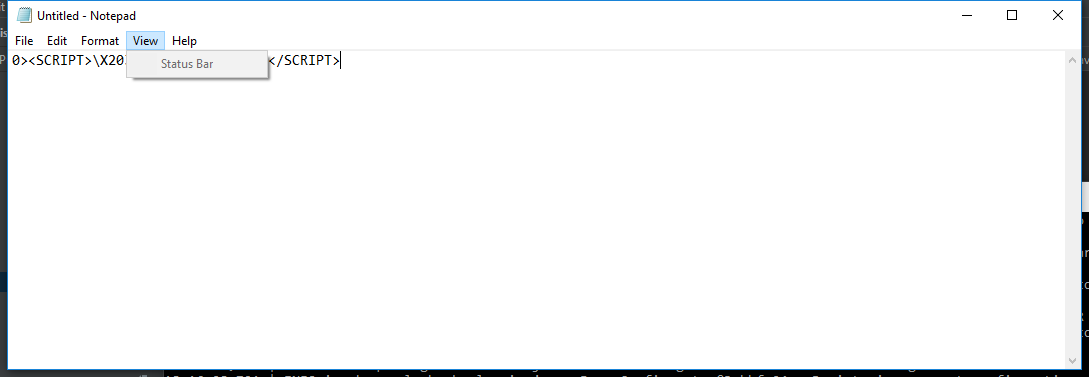 Untitled - Notepad
File Edit Format View Help
0><SCRIPT>\X20 </SCRIPT>
Status Bar